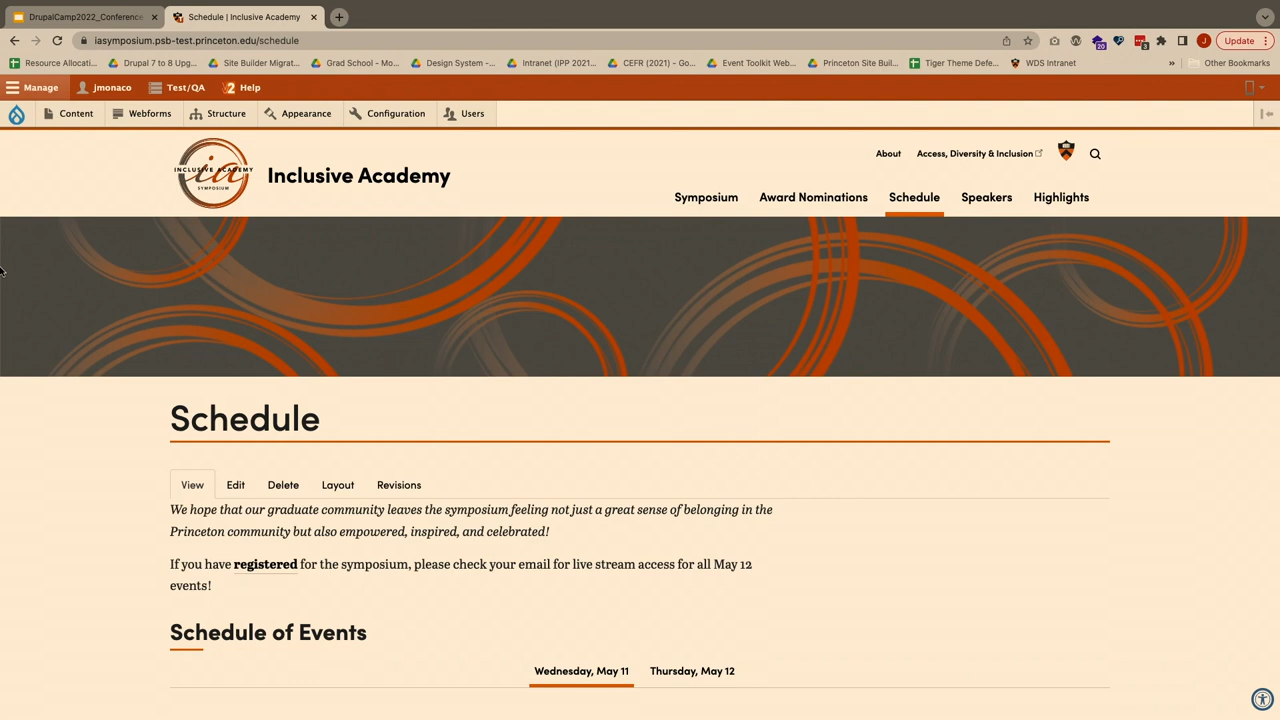 DrupalCamp2022_Conference
Schedule | Inclusive Academy
iasymposium.psb-test.princeton.edu/schedule
20
3
J
Update
Resource Allocati...
Drupal 7 to 8 Upg...
Site Builder Migrat...
Grad School - Mo...
Design System -...
Intranet (IPP 2021...
CEFR (2021) - Go...
Event Toolkit Web...
Princeton Site Buil...
Tiger Theme Defe...
WDS Intranet
»
Other Bookmarks
Manage
Jmonaco
Test/QA
Help
Content
Webforms
Structure
Appearance
Configuration
Users
ia
INCLUSIVE ACADEMY
SYMPOSIUM
Inclusive Academy
About
Access, Diversity & Inclusion
Symposium
Award Nominations
Schedule
Speakers
Highlights
Schedule
View
Edit
Delete
Layout
Revisions
We hope that our graduate community leaves the symposium feeling not just a great sense of belonging in the
Princeton community but also empowered, inspired, and celebrated!
If you have registered for the symposium, please check your email for live stream access for all May 12
events!
Schedule of Events
Wednesday, May 11
Thursday, May 12